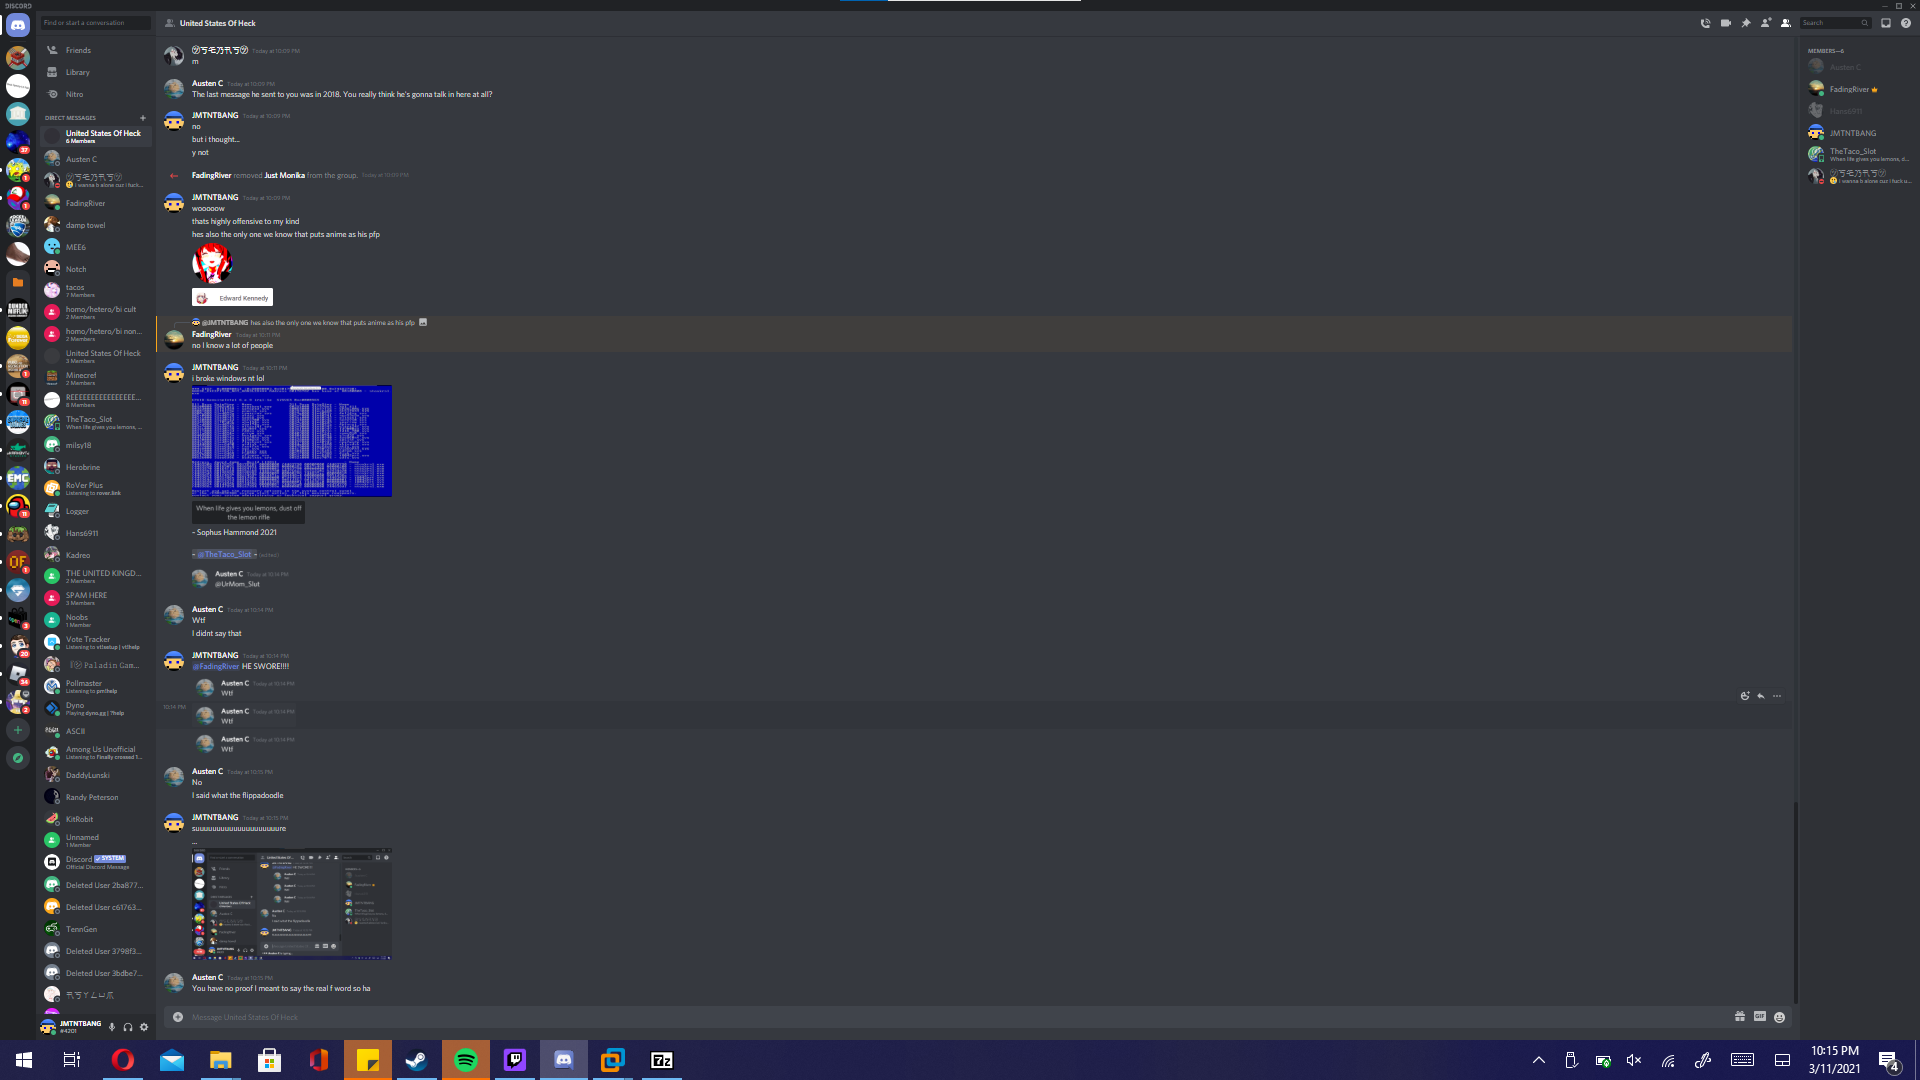 DISCORD
Find or start a conversation
United States Of Heck
Search
Friends
Library
Nitro
DIRECT MESSAGES
United States Of Heck
6 Members
Austen C
i wanna b alone cuz i fuck...
FadingRiver
damp towel
MEE6
Notch
tacos
7 Members
homo/hetero/bi cult
2 Members
homo/hetero/bi non...
2 Members
United States Of Heck
3 Members
Minecref
2 Members
REEEEEEEEEEEEEEEE...
8 Members
TheTaco_Slot
When life gives you lemons, ...
milsy18
Herobrine
RoVer Plus
Listening to rover.link
Logger
Hans6911
Kadreo
THE UNITED KINGD...
2 Members
SPAM HERE
3 Members
Noobs
1 Member
Vote Tracker
Listening to vt!setup | vt!help
Paladin Gam...
Pollmaster
Listening to pm!help
Dyno
Playing dyno.gg | ?help
ASCII
Among Us Unofficial
Listening to Finally crossed 1...
DaddyLunski
Randy Peterson
KitRobit
Unnamed
1 Member
Discord ✓ SYSTEM
Official Discord Message
Deleted User 2ba877...
Deleted User c61763...
TennGen
Deleted User 3798f3...
Deleted User 3bdbe7...
JMTNTBANG
#4201
Today at 10:09 PM
m
Austen C Today at 10:09 PM
The last message he sent to you was in 2018. You really think he's gonna talk in here at all?
JMTNTBANG Today at 10:09 PM
no
but i thought...
y not
FadingRiver removed Just Monika from the group. Today at 10:09 PM
JMTNTBANG Today at 10:09 PM
wooooow
thats highly offensive to my kind
hes also the only one we know that puts anime as his pfp
Edward Kennedy
@JMTNTBANG hes also the only one we know that puts anime as his pfp
FadingRiver Today at 10:11 PM
no I know a lot of people
JMTNTBANG Today at 10:11 PM
i broke windows nt lol
When life gives you lemons, dust off
the lemon rifle
- Sophus Hammond 2021
- @TheTaco_Slot - (edited)
Austen C Today at 10:14 PM
@UrMom_Slut
Austen C Today at 10:14 PM
Wtf
I didnt say that
JMTNTBANG Today at 10:14 PM
@FadingRiver HE SWORE!!!!
Austen C Today at 10:14 PM
Wtf
10:14 PM
Austen C Today at 10:14 PM
Wtf
Austen C Today at 10:14 PM
Wtf
Austen C Today at 10:15 PM
No
I said what the flippadoodle
JMTNTBANG Today at 10:15 PM
...
Austen C Today at 10:15 PM
You have no proof I meant to say the real f word so ha
Message United States Of Heck
GIF
MEMBERS—6
Austen C
FadingRiver
Hans6911
JMTNTBANG
TheTaco_Slot
When life gives you lemons, d...
i wanna b alone cuz i fuck u...
10:15 PM
3/11/2021
4